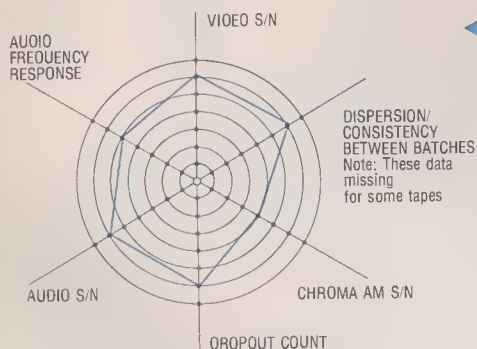 VIOEO S/N
AUOIO
FREOUENCY
RESPONSE
DISPERSION/
CONSISTENCY
BETWEEN BATCHES
Note: These data
missing
for some tapes
AUDIO S/N
CHROMA AM S/N
OROPOUT COUNT